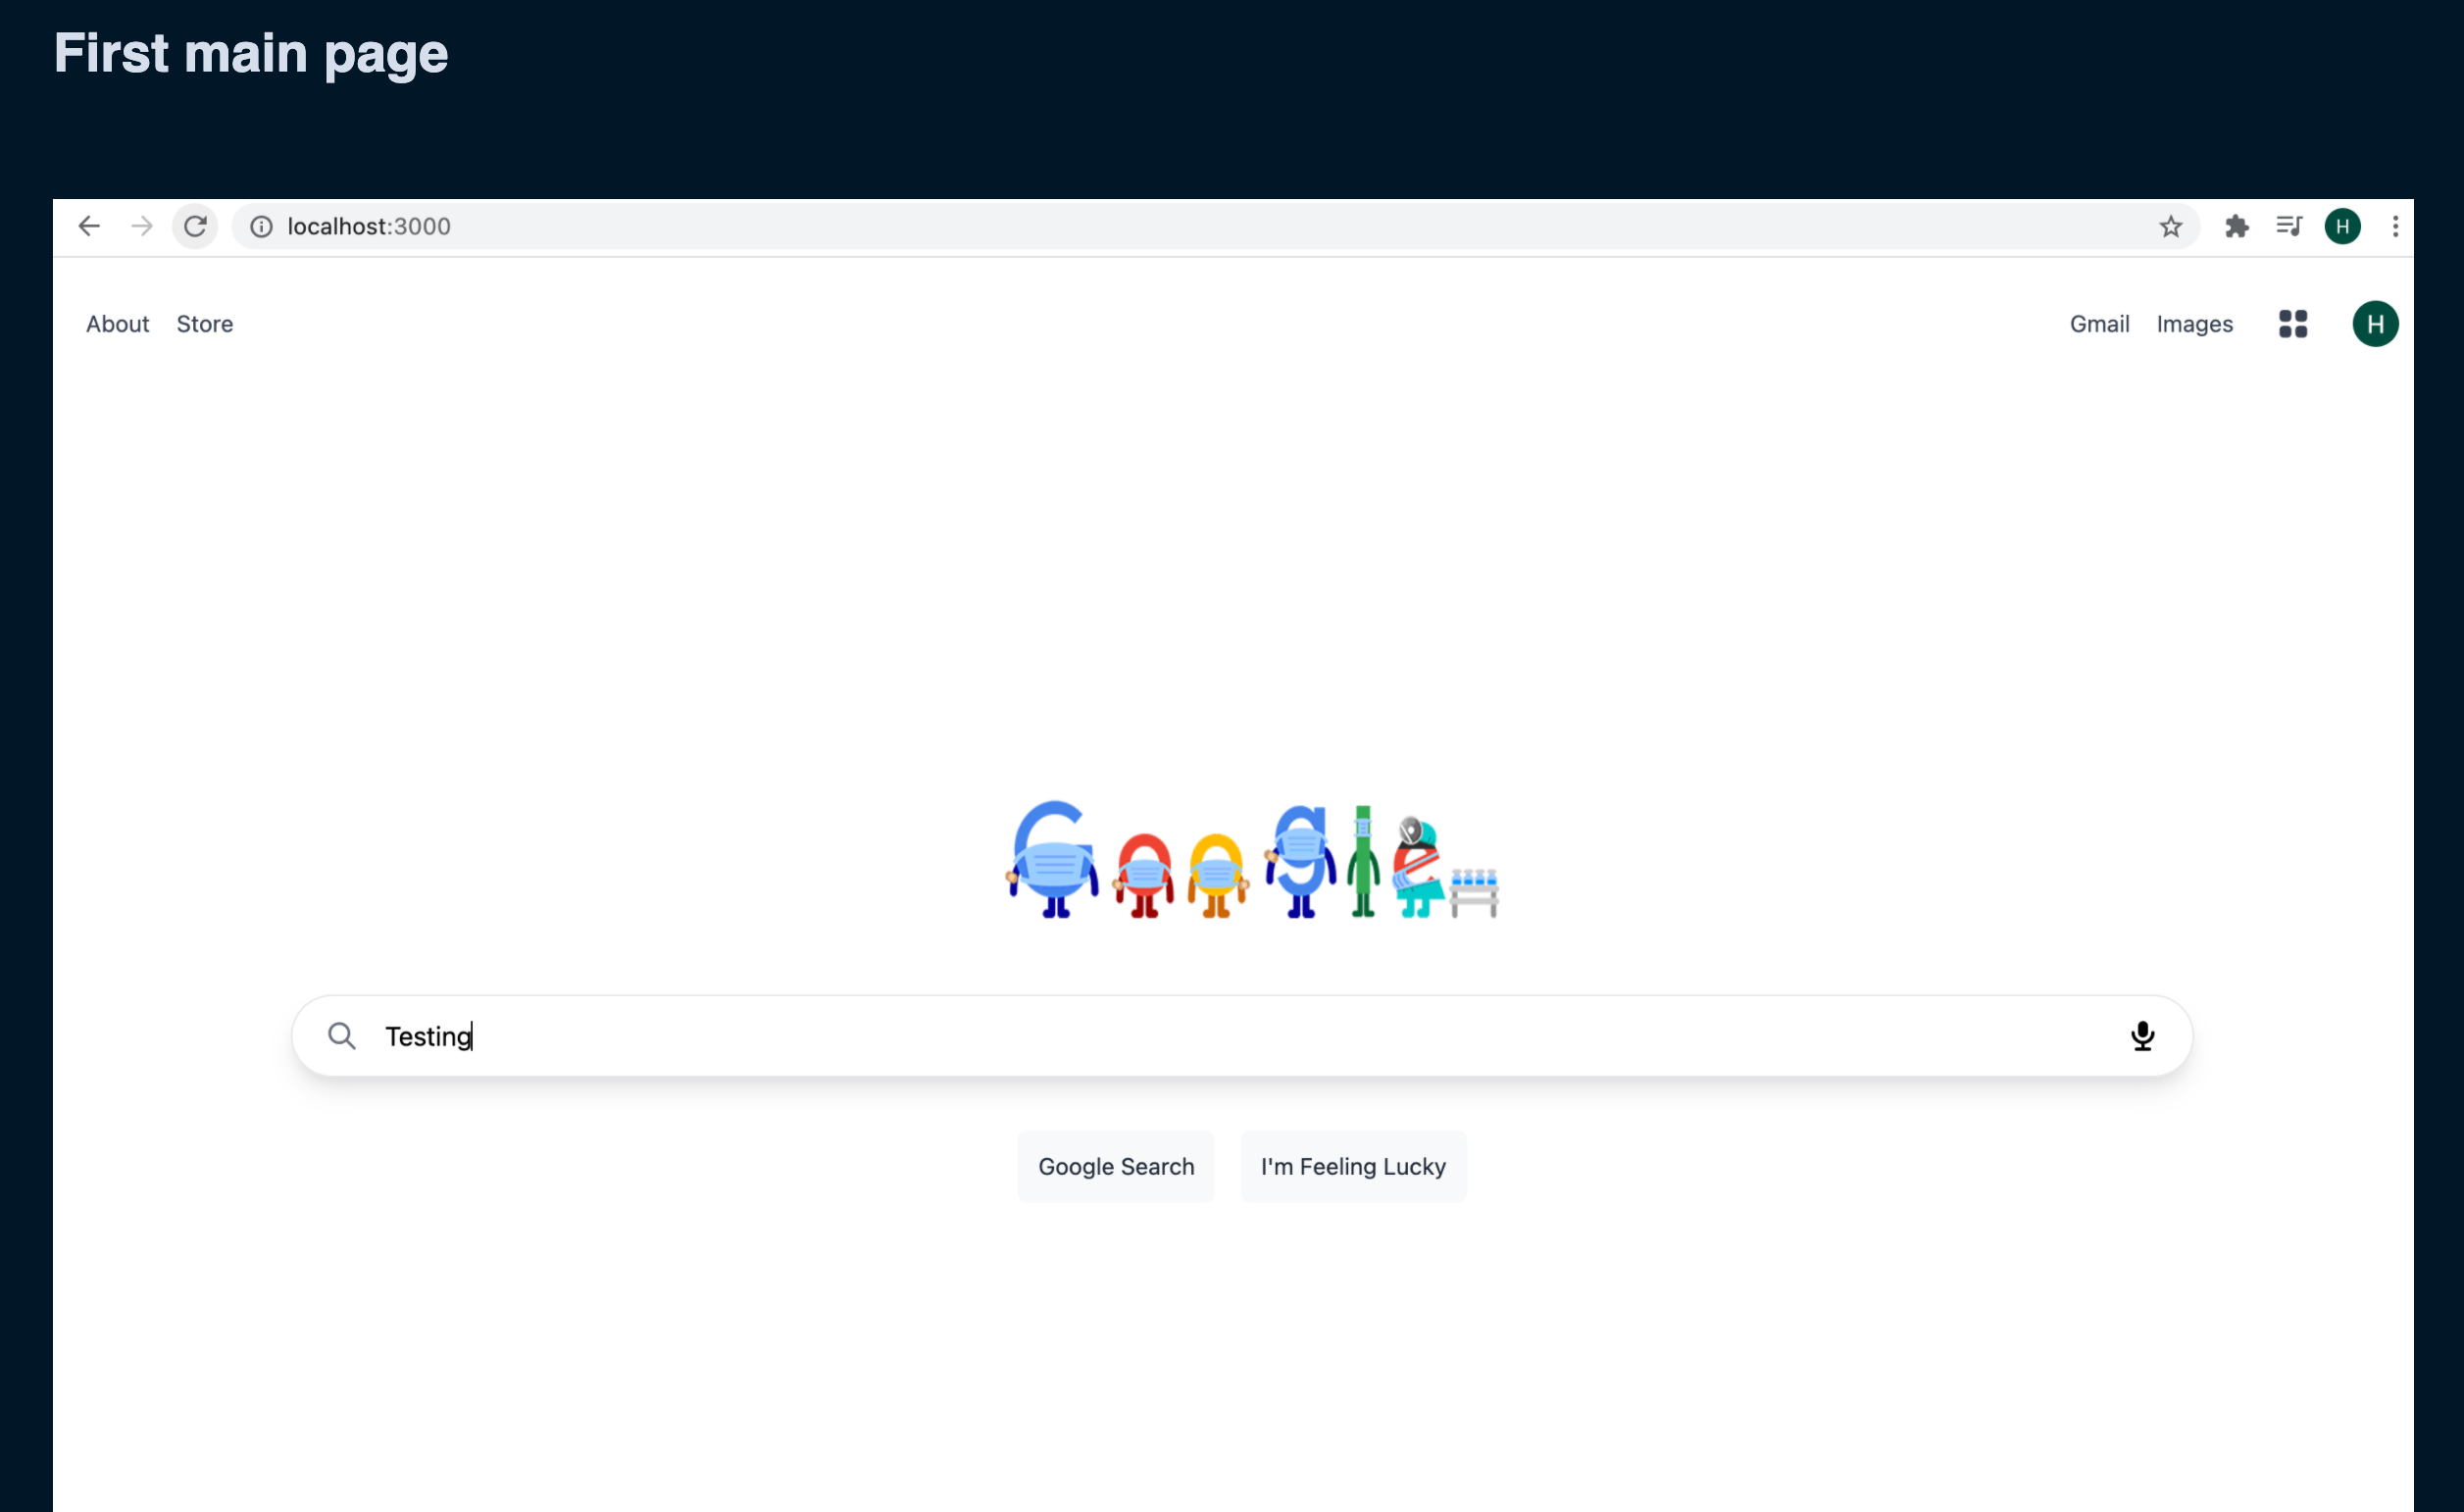 First main page
localhost:3000
H
About Store Gmail Images H
Google
Testing
Google Search I'm Feeling Lucky